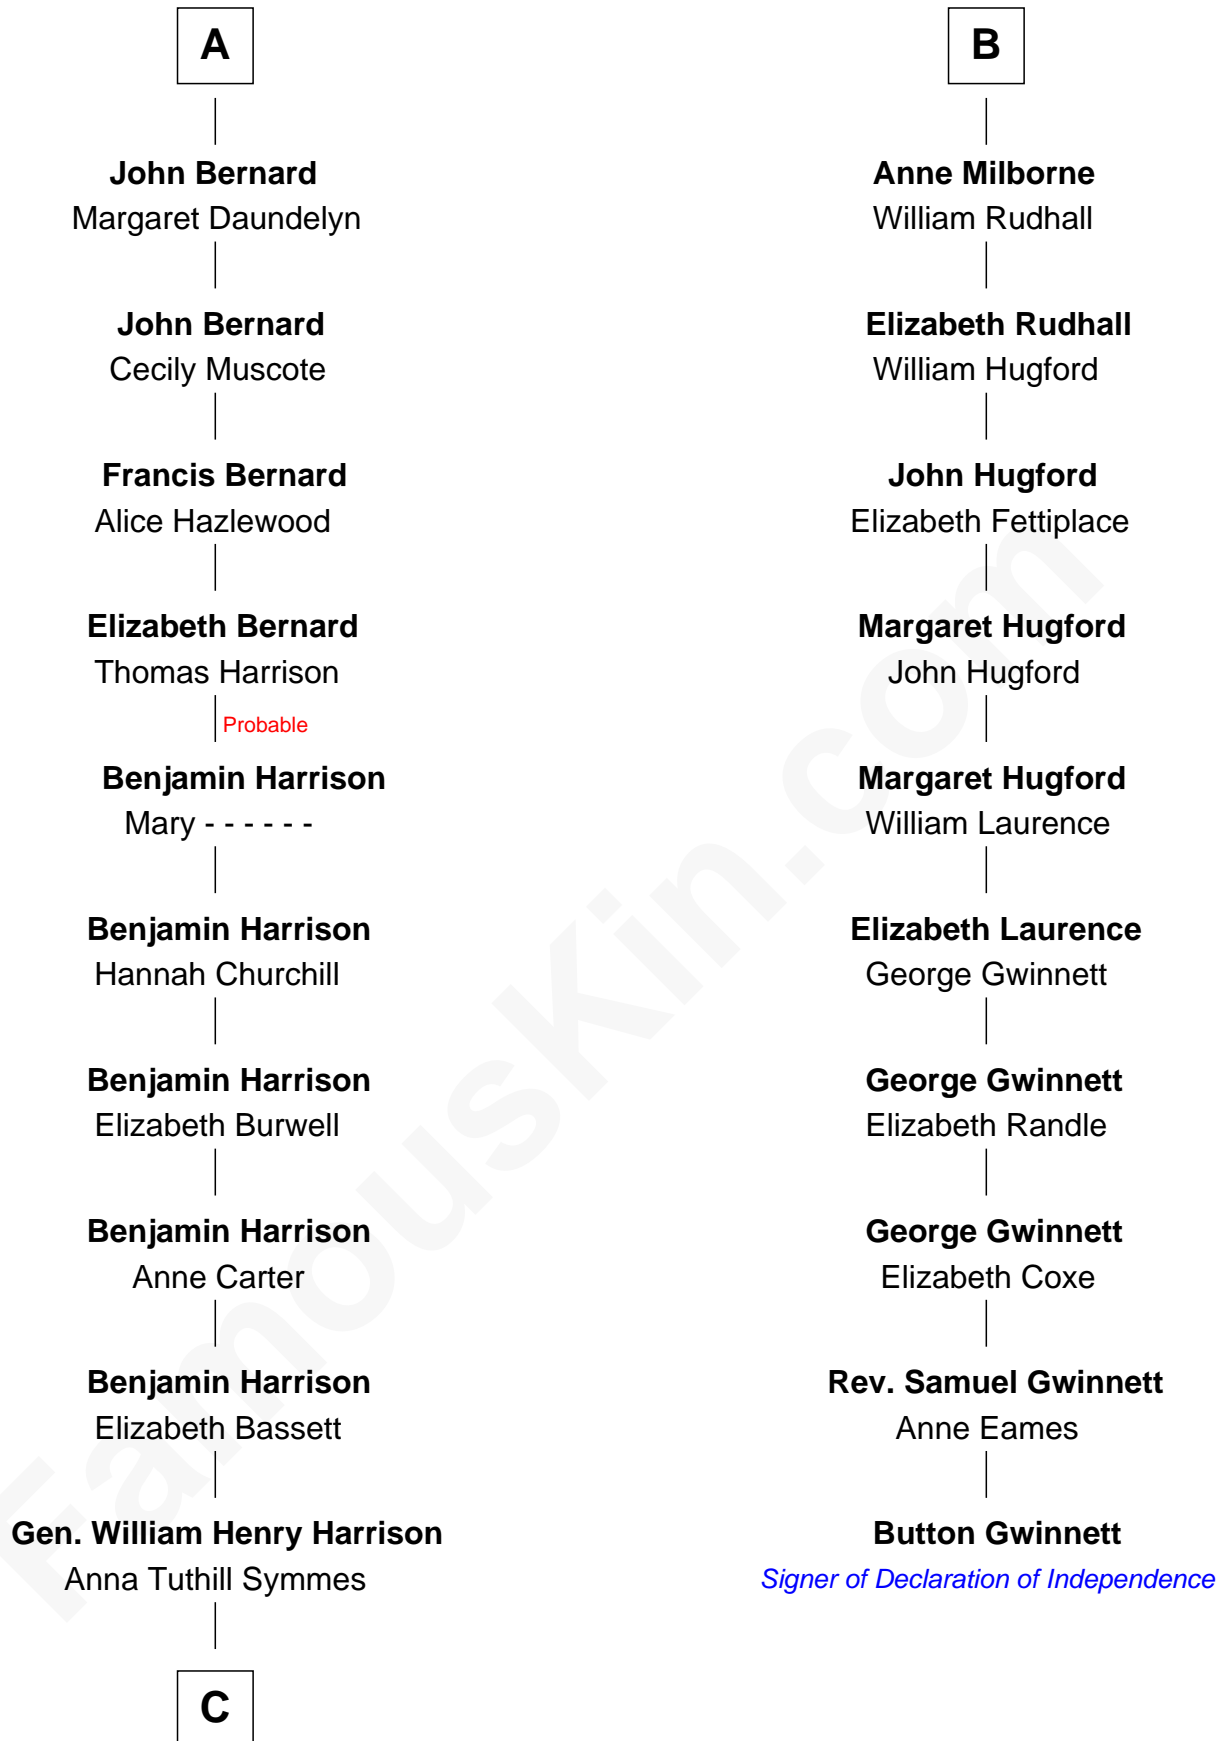 A
John Bernard
Margaret Daundelyn
John Bernard
Cecily Muscote
Francis Bernard
Alice Hazlewood
Elizabeth Bernard
Thomas Harrison
Probable
Benjamin Harrison
Mary - - - - - -
Benjamin Harrison
Hannah Churchill
Benjamin Harrison
Elizabeth Burwell
Benjamin Harrison
Anne Carter
Benjamin Harrison
Elizabeth Bassett
Gen. William Henry Harrison
Anna Tuthill Symmes
C
B
Anne Milborne
William Rudhall
Elizabeth Rudhall
William Hugford
John Hugford
Elizabeth Fettiplace
Margaret Hugford
John Hugford
Margaret Hugford
William Laurence
Elizabeth Laurence
George Gwinnett
George Gwinnett
Elizabeth Randle
George Gwinnett
Elizabeth Coxe
Rev. Samuel Gwinnett
Anne Eames
Button Gwinnett
Signer of Declaration of Independence
FamousKin.com